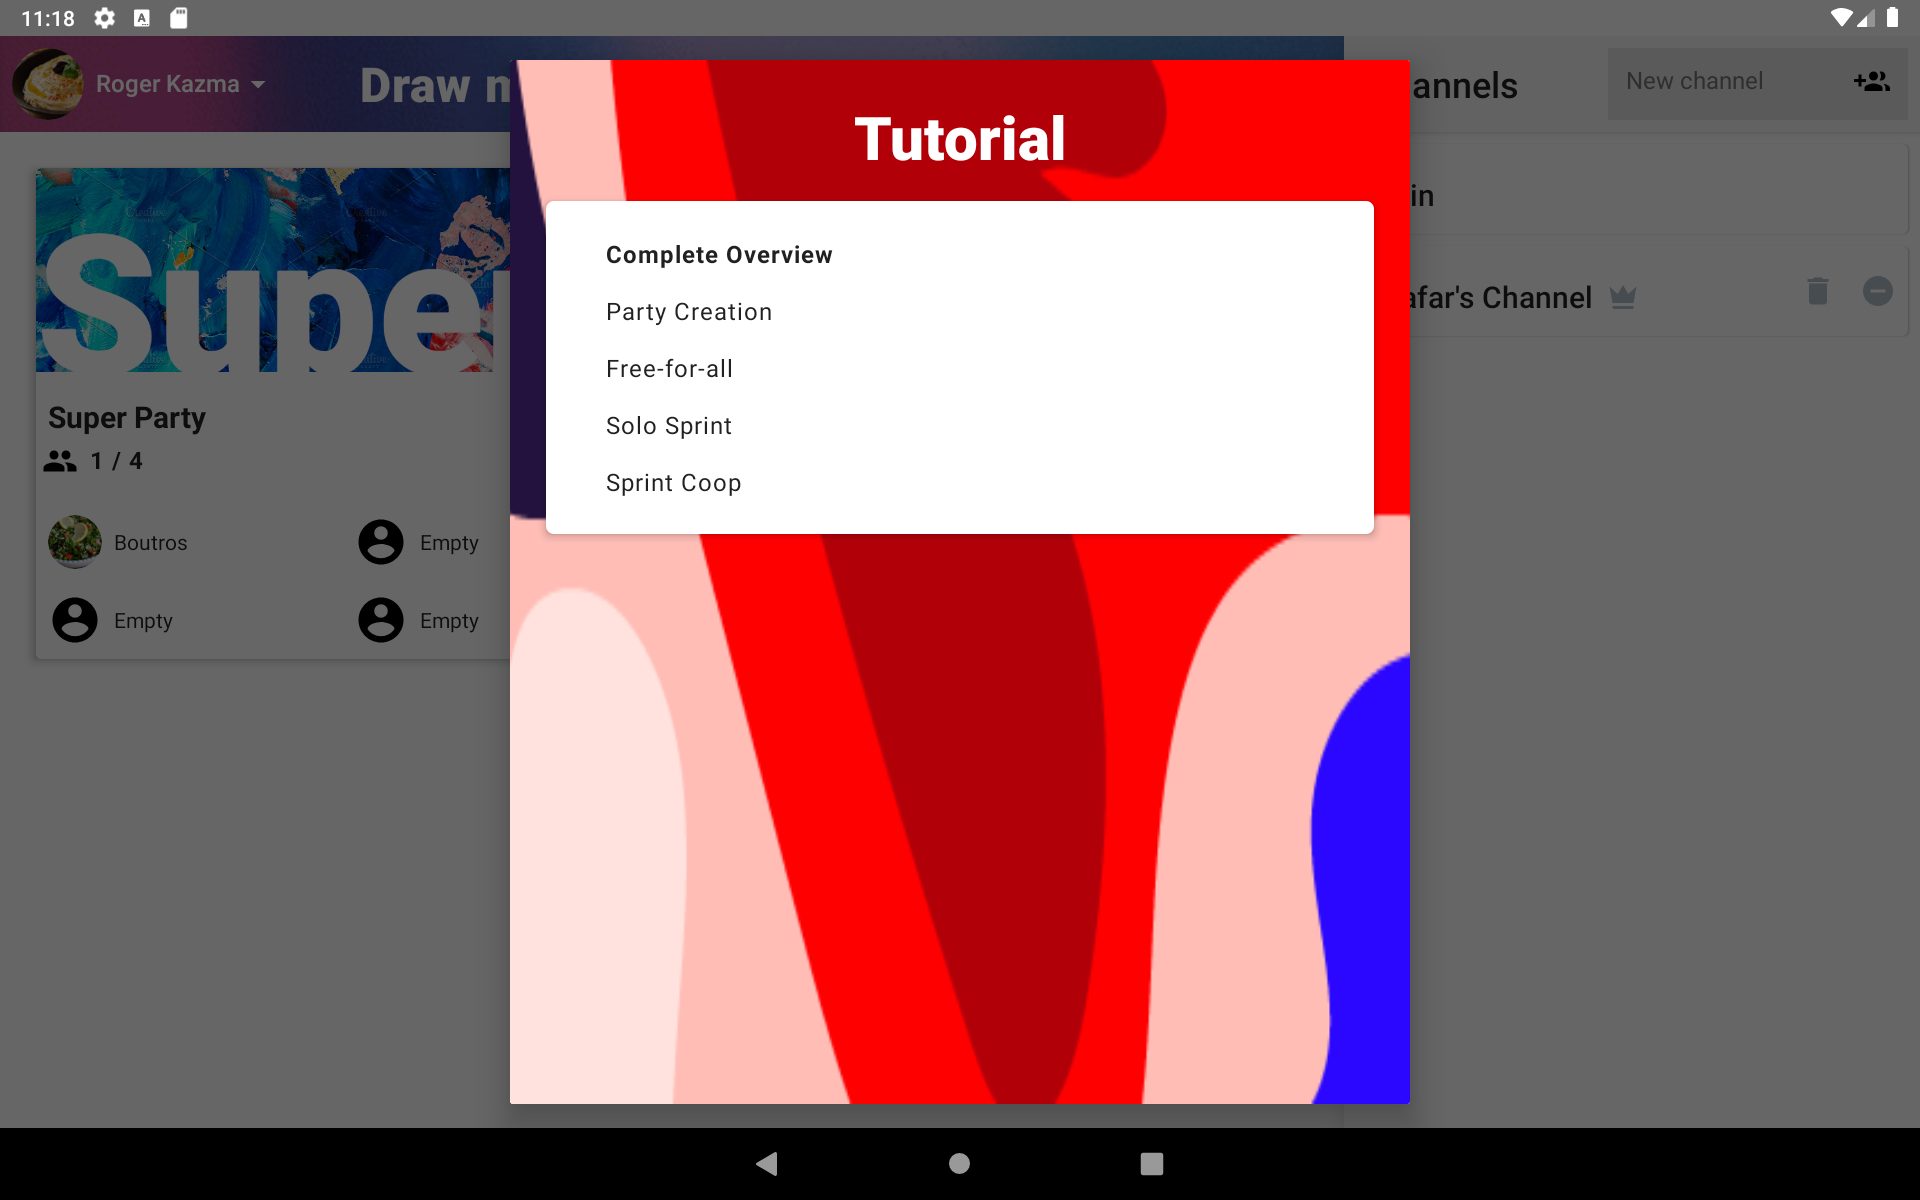 11:18
Roger Kazma
Draw m
annels
New channel
Tutorial
in
Complete Overview
Party Creation
Free-for-all
Solo Sprint
Sprint Coop
afar's Channel
Super
Super Party
1 / 4
Boutros
Empty
Empty
Empty